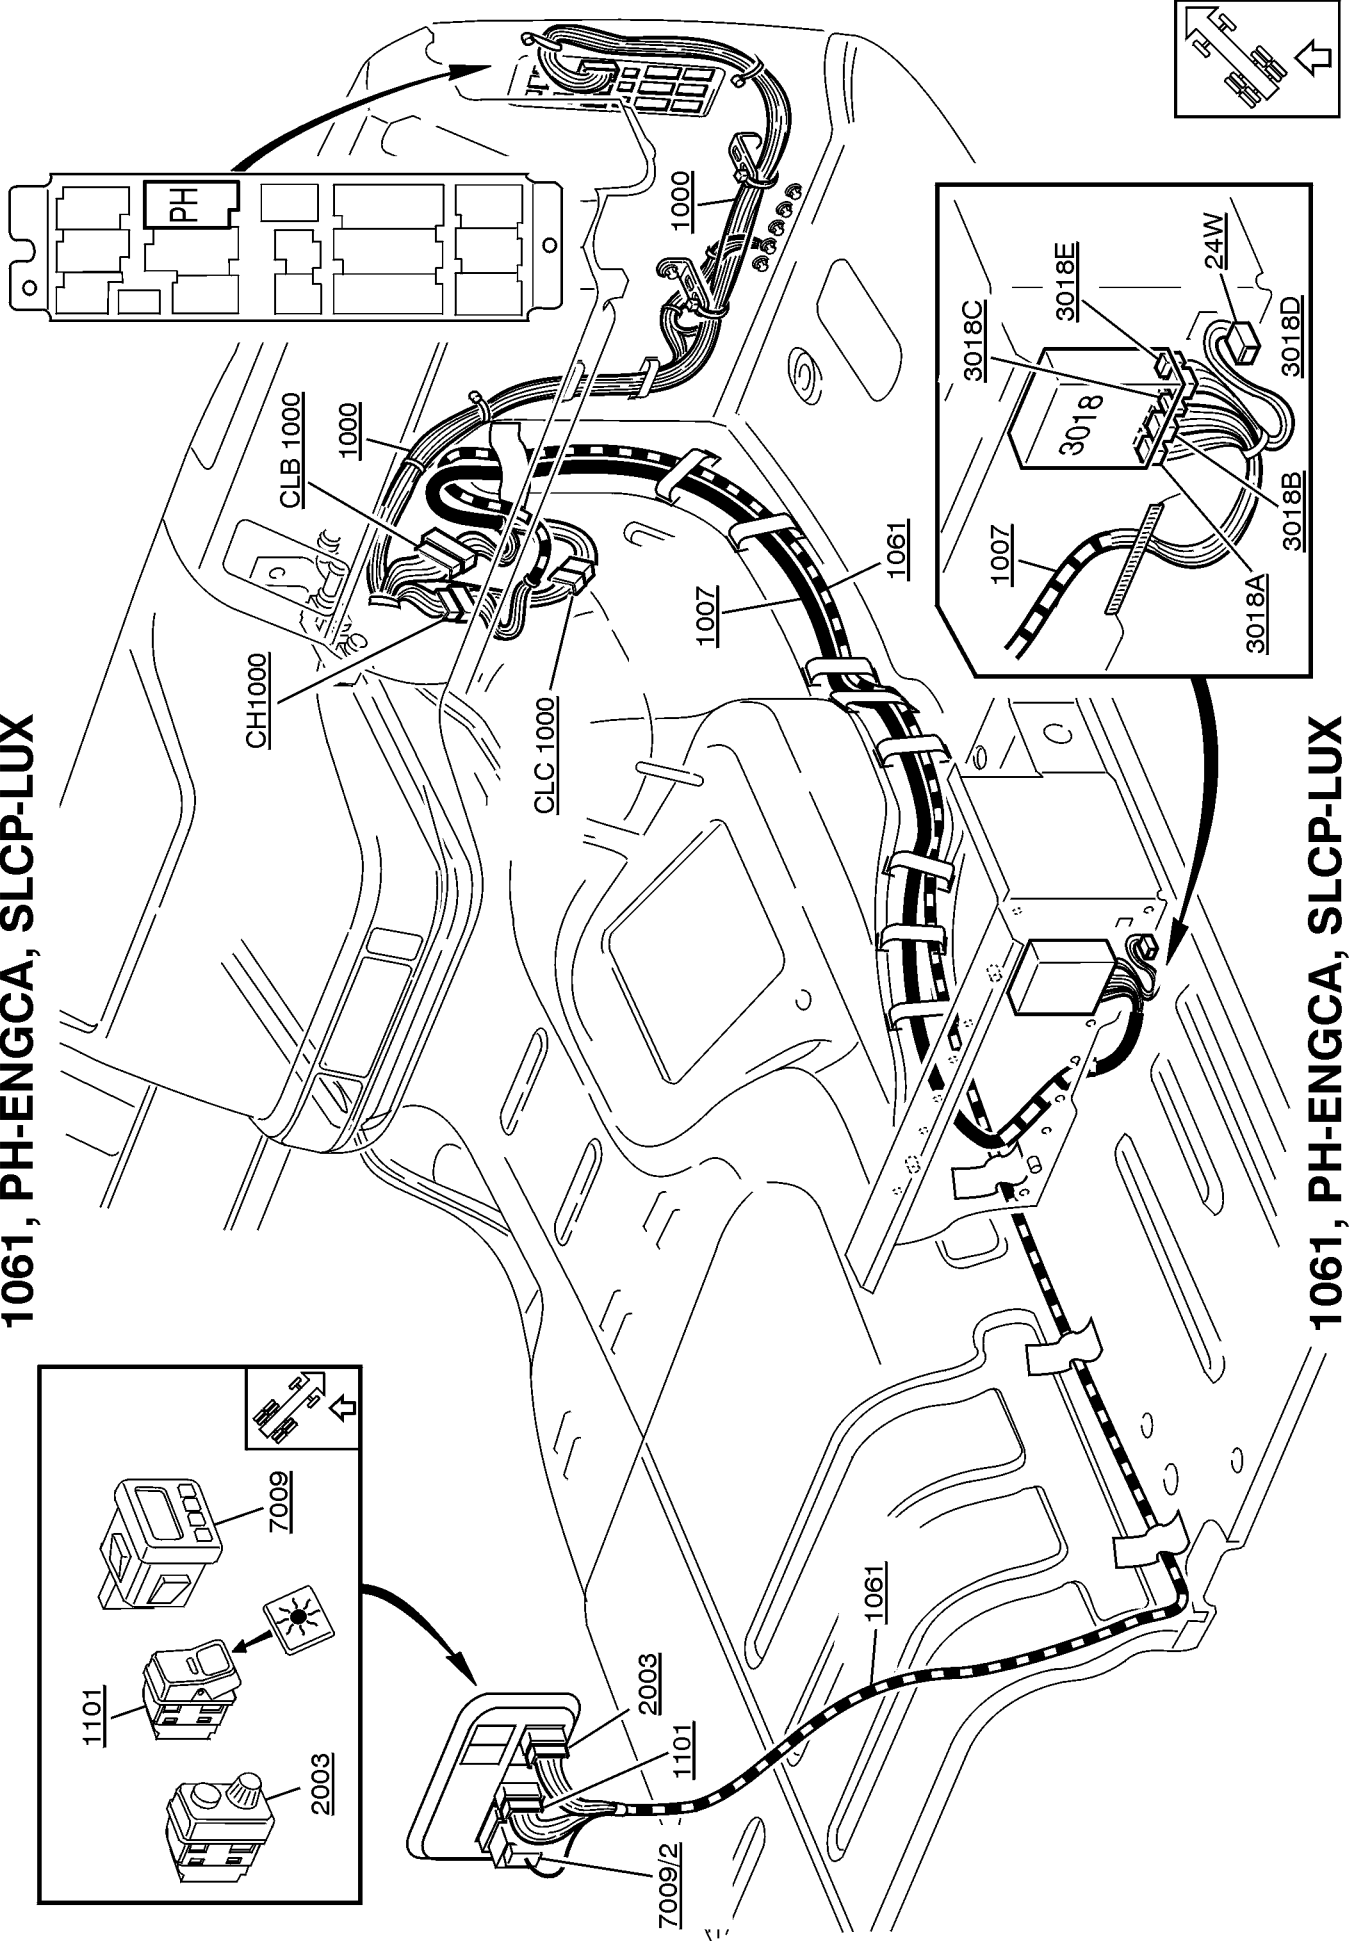 1061, PH-ENGCA, SLCP-LUX
PH
1000
CLB 1000
1000
CH1000
CLC 1000
1007
1061
3018
3018C
3018E
24W
3018D
3018B
3018A
1007
7009
1101
2003
2003
1101
7009/2
1061
1061, PH-ENGCA, SLCP-LUX